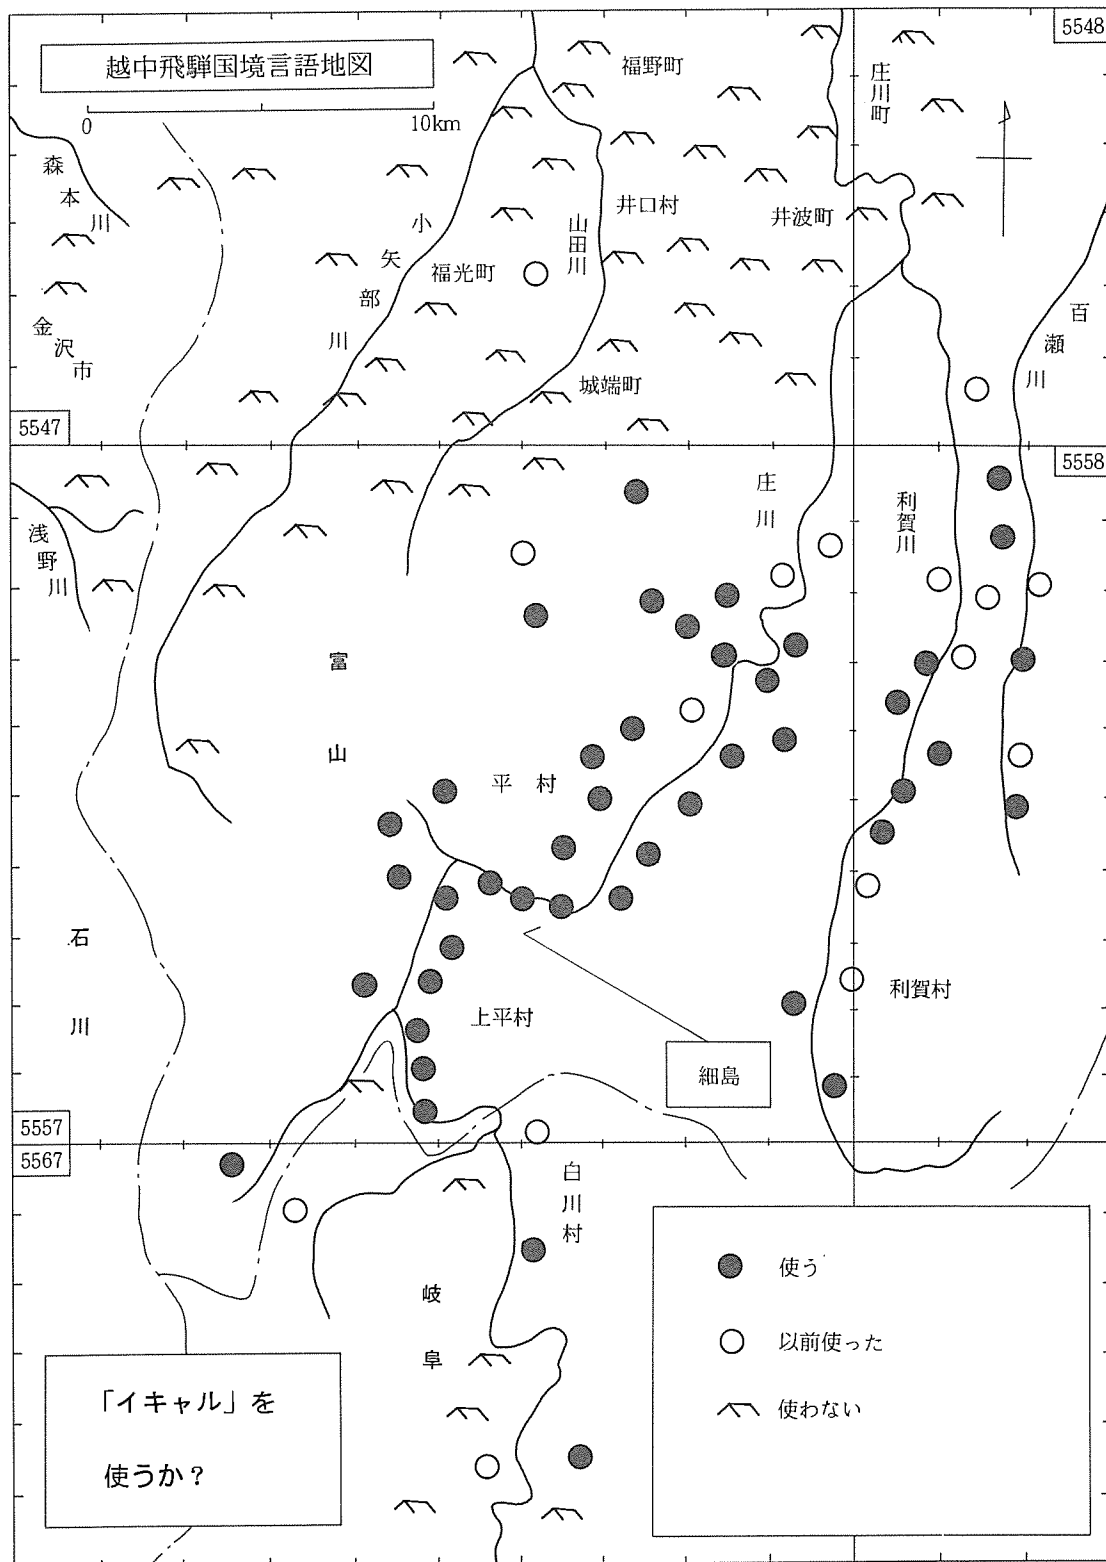 越中飛騨国境言語地図
0 10km
5548
福野町
庄川町
森本川
小矢部川
山田川
井口村
井波町
福光町
百瀬川
金沢市
城端町
5547
5558
庄川
利賀川
浅野川
富山
平村
石川
利賀村
上平村
細島
5557
5567
白川村
岐阜
使う
以前使った
使わない
「イキャル」を
使うか？